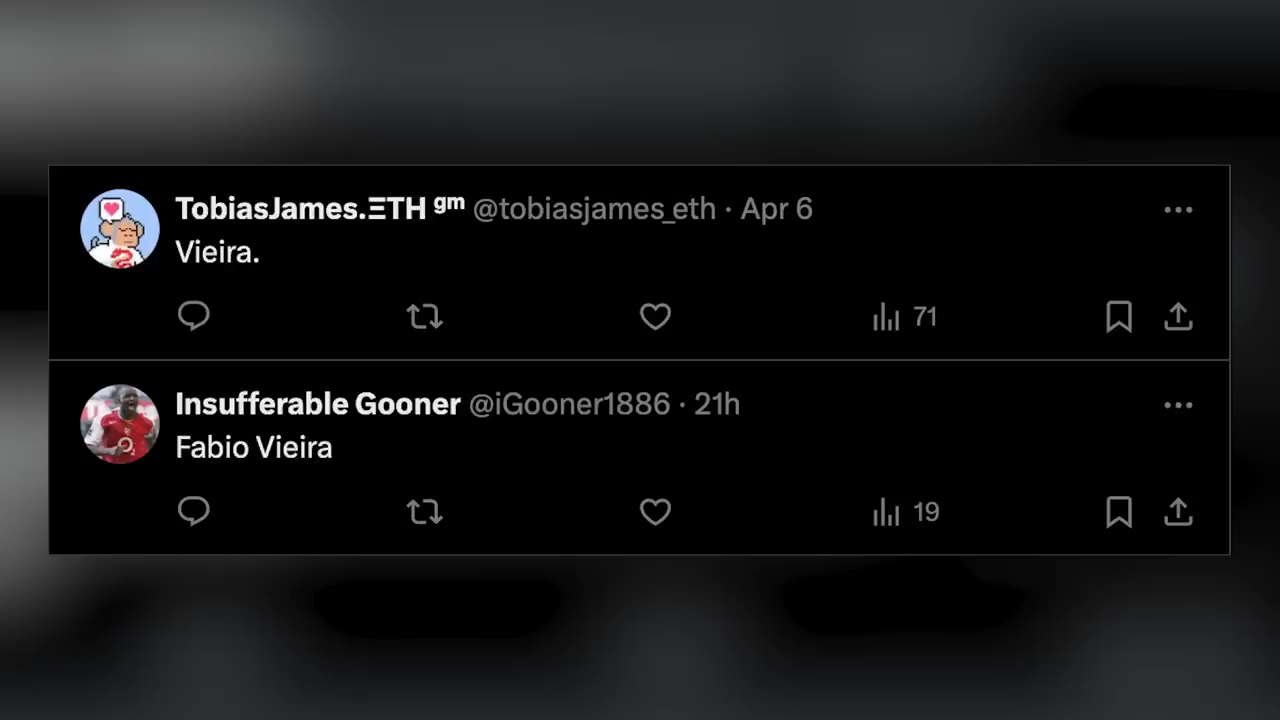 TobiasJames.ΞTH ᵍᵐ @tobiasjames_eth · Apr 6
Vieira.
71
Insufferable Gooner @iGooner1886 · 21h
Fabio Vieira
19